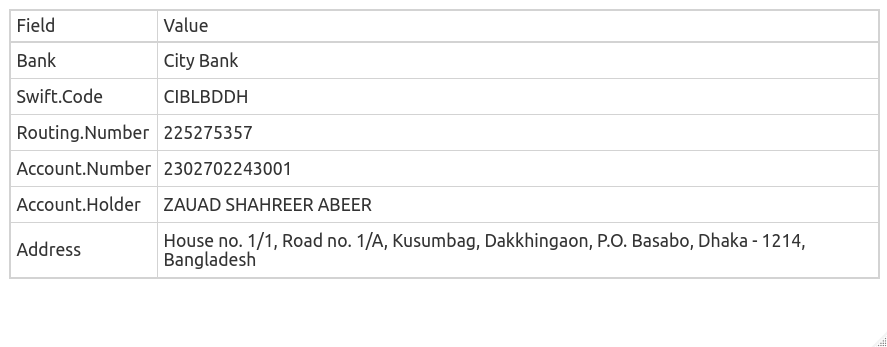 Field Value
Bank City Bank
Swift.Code CIBLBDDH
Routing.Number 225275357
Account.Number 2302702243001
Account.Holder ZAUAD SHAHREER ABEER
Address House no. 1/1, Road no. 1/A, Kusumbag, Dakkhingaon, P.O. Basabo, Dhaka - 1214,
Bangladesh